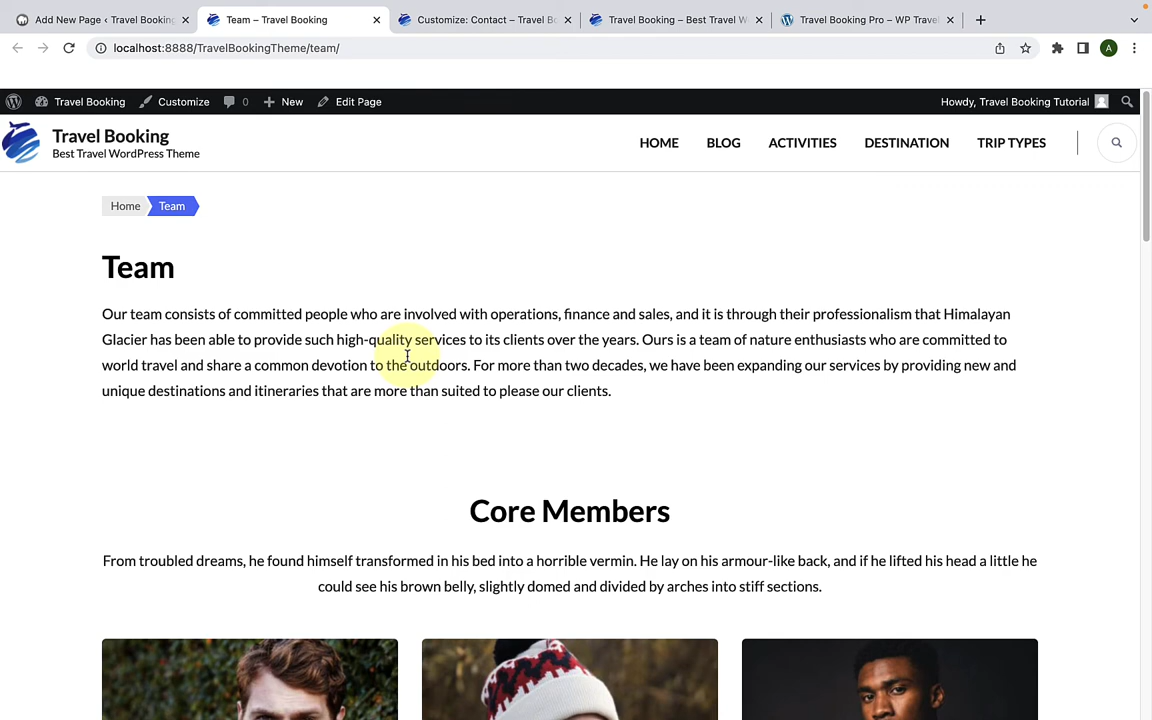 Add New Page ‹ Travel Booking
Team – Travel Booking
Customize: Contact – Travel B
Travel Booking – Best Travel W
Travel Booking Pro – WP Trave
localhost:8888/TravelBookingTheme/team/
A
Travel Booking
Customize
0
New
Edit Page
Howdy, Travel Booking Tutorial
Travel Booking
Best Travel WordPress Theme
HOME
BLOG
ACTIVITIES
DESTINATION
TRIP TYPES
Home
Team
Team
Our team consists of committed people who are involved with operations, finance and sales, and it is through their professionalism that Himalayan
Glacier has been able to provide such high-quality services to its clients over the years. Ours is a team of nature enthusiasts who are committed to
world travel and share a common devotion to the outdoors. For more than two decades, we have been expanding our services by providing new and
unique destinations and itineraries that are more than suited to please our clients.
Core Members
From troubled dreams, he found himself transformed in his bed into a horrible vermin. He lay on his armour-like back, and if he lifted his head a little he
could see his brown belly, slightly domed and divided by arches into stiff sections.